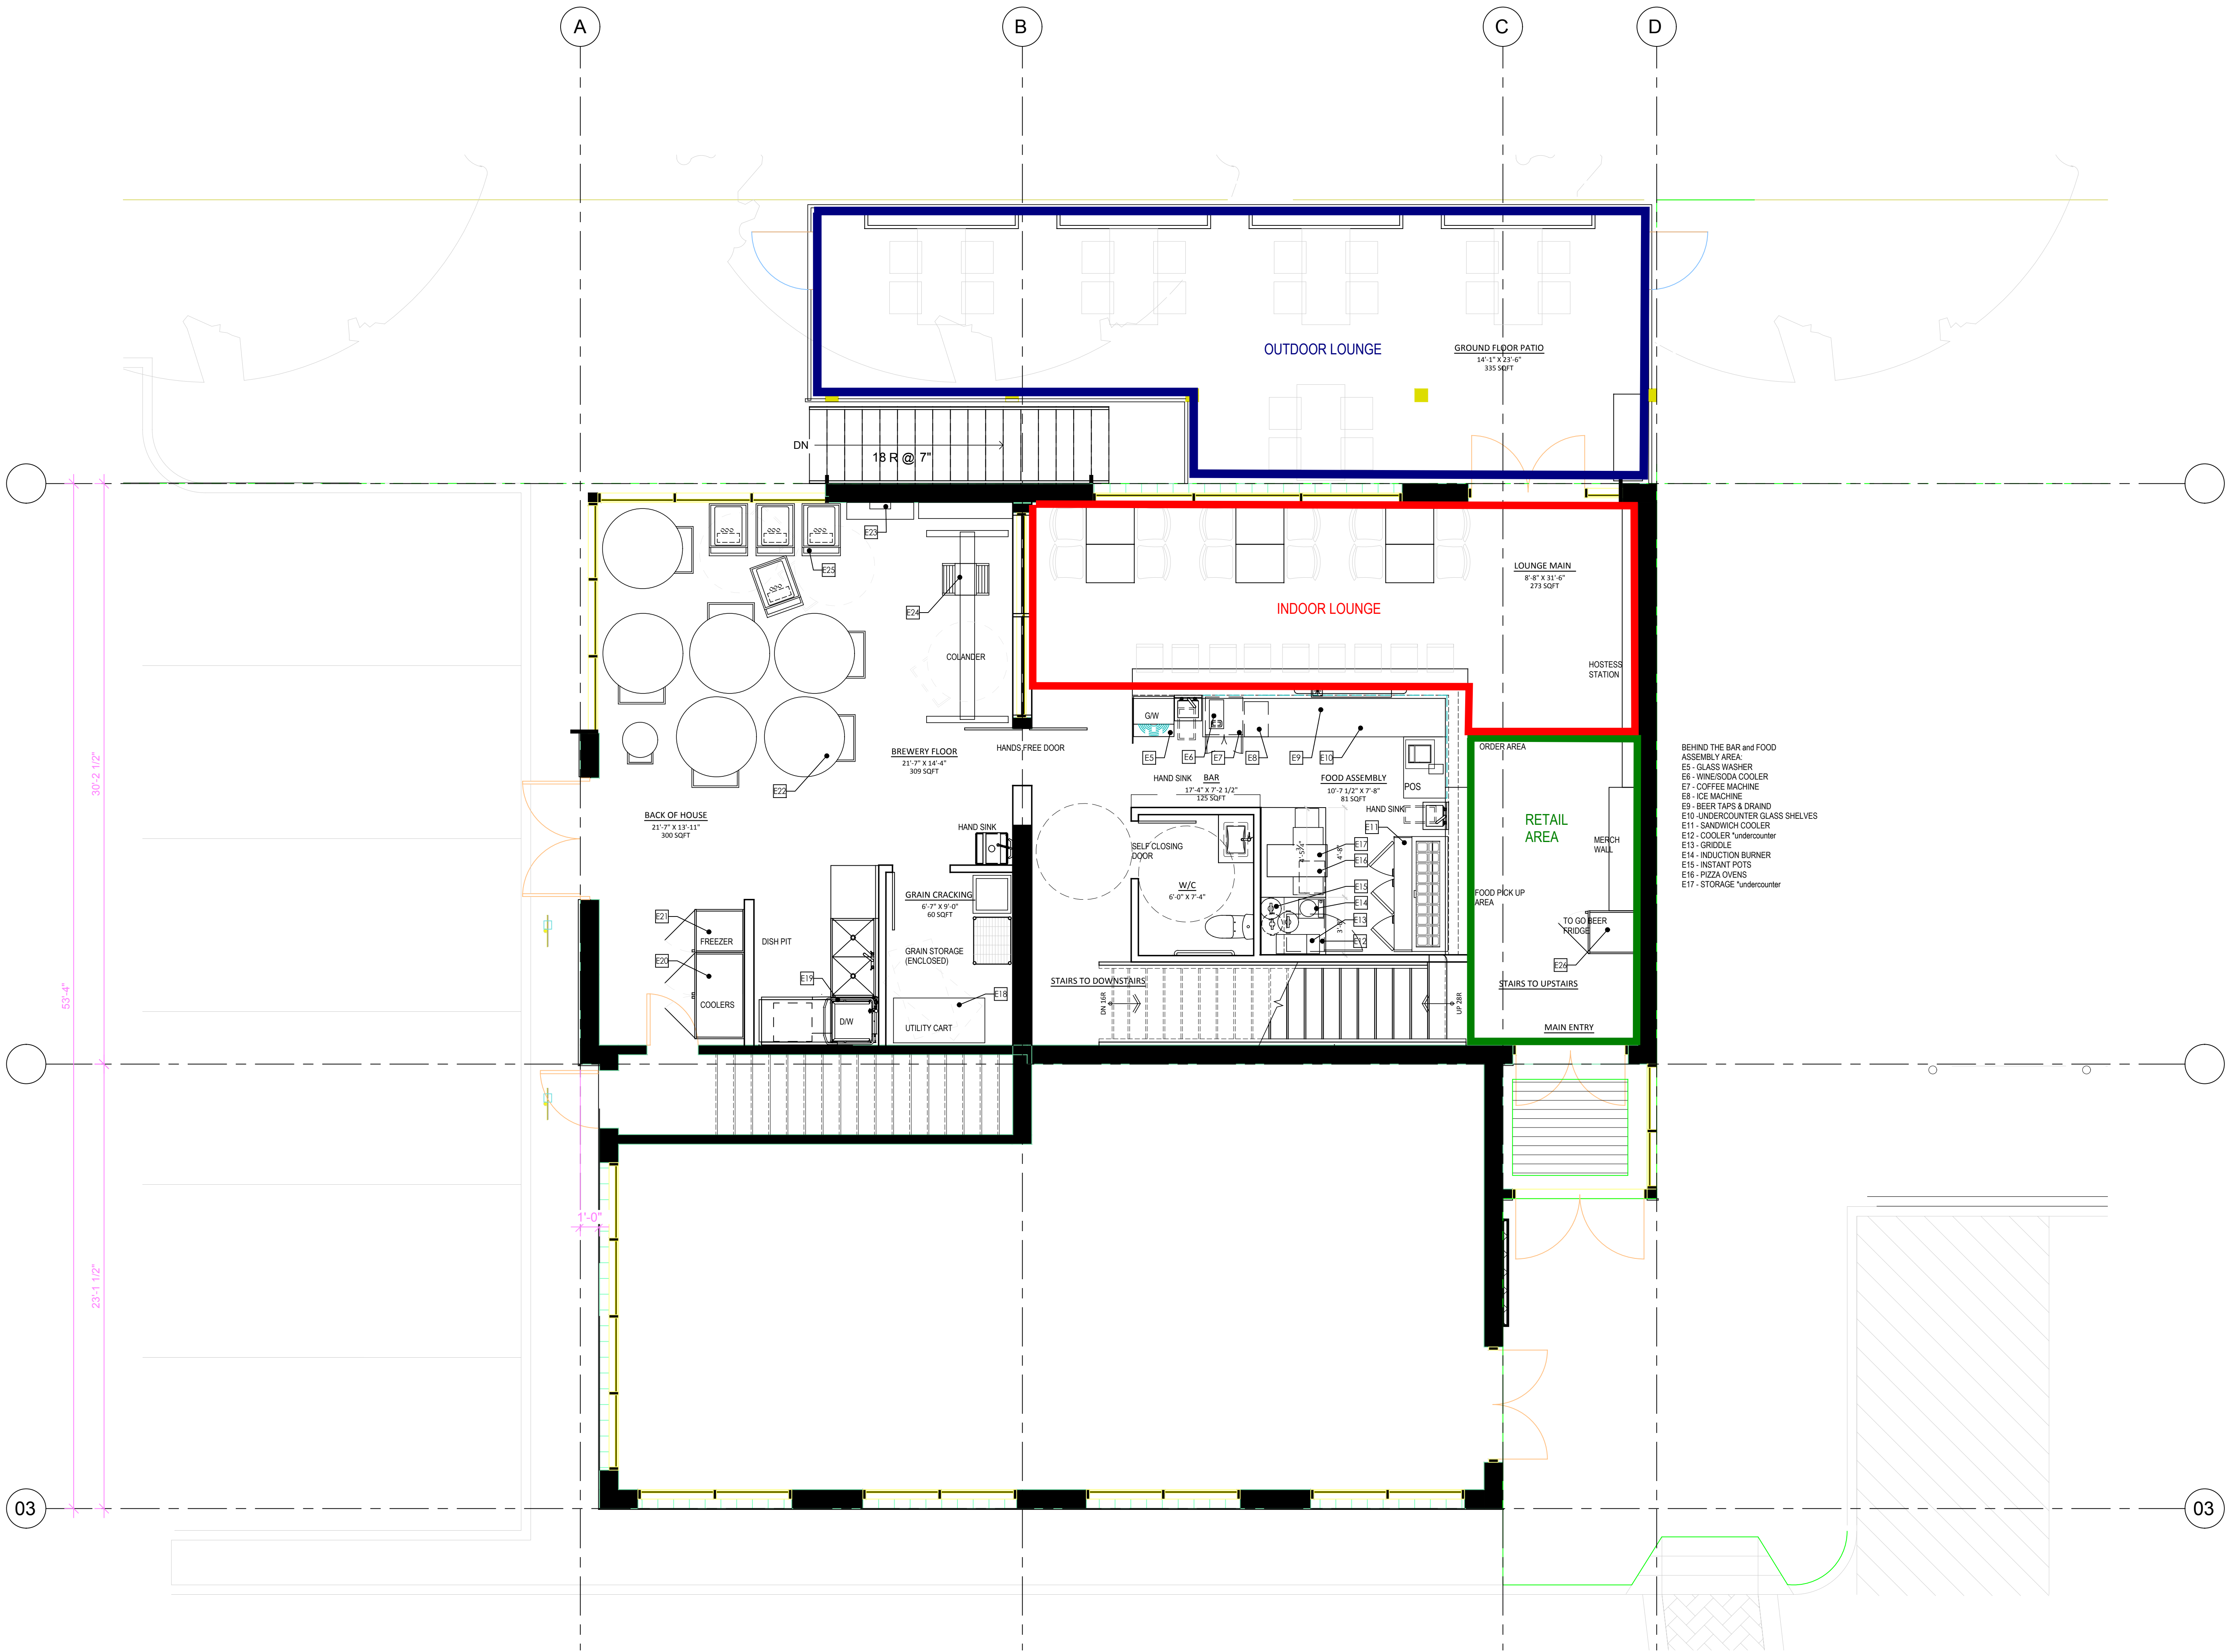 A
B
C
D
OUTDOOR LOUNGE
GROUND FLOOR PATIO
14'-1" X 23'-6"
335 SQFT
DN
18 R @ 7"
E23
E25
E24
COLANDER
LOUNGE MAIN
8'-8" X 31'-6"
273 SQFT
INDOOR LOUNGE
HOSTESS
STATION
G/W
BREWERY FLOOR
21'-7" X 14'-4"
309 SQFT
HANDS FREE DOOR
E5
E6
E7
E8
E9
E10
ORDER AREA
HAND SINK
BAR
17'-4" X 7'-2 1/2"
125 SQFT
FOOD ASSEMBLY
10'-7 1/2" X 7'-8"
81 SQFT
POS
HAND SINK
E22
BACK OF HOUSE
21'-7" X 13'-11"
300 SQFT
HAND SINK
RETAIL
AREA
MERCH
WALL
E11
E17
E16
E15
E14
E13
E12
4'-5¼"
4'-8"
SELF CLOSING
DOOR
W/C
6'-0" X 7'-4"
FOOD PICK UP
AREA
TO GO BEER
FRIDGE
E26
GRAIN CRACKING
6'-7" X 9'-0"
60 SQFT
GRAIN STORAGE
(ENCLOSED)
E21
FREEZER
E20
COOLERS
DISH PIT
E19
D/W
E18
UTILITY CART
STAIRS TO DOWNSTAIRS
DN 16R
UP 28R
STAIRS TO UPSTAIRS
MAIN ENTRY
BEHIND THE BAR and FOOD
ASSEMBLY AREA:
E5 - GLASS WASHER
E6 - WINE/SODA COOLER
E7 - COFFEE MACHINE
E8 - ICE MACHINE
E9 - BEER TAPS & DRAIND
E10 -UNDERCOUNTER GLASS SHELVES
E11 - SANDWICH COOLER
E12 - COOLER *undercounter
E13 - GRIDDLE
E14 - INDUCTION BURNER
E15 - INSTANT POTS
E16 - PIZZA OVENS
E17 - STORAGE *undercounter
30'-2 1/2"
53'-4"
23'-1 1/2"
1'-0"
03
03